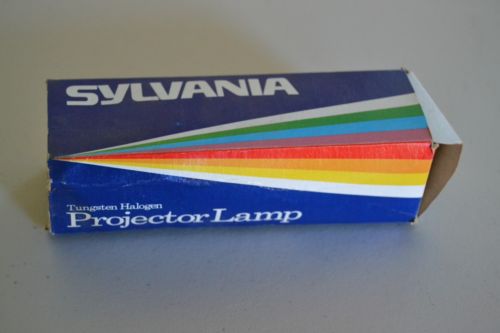 SYLVANIA
Tungsten Halogen
Projector Lamp